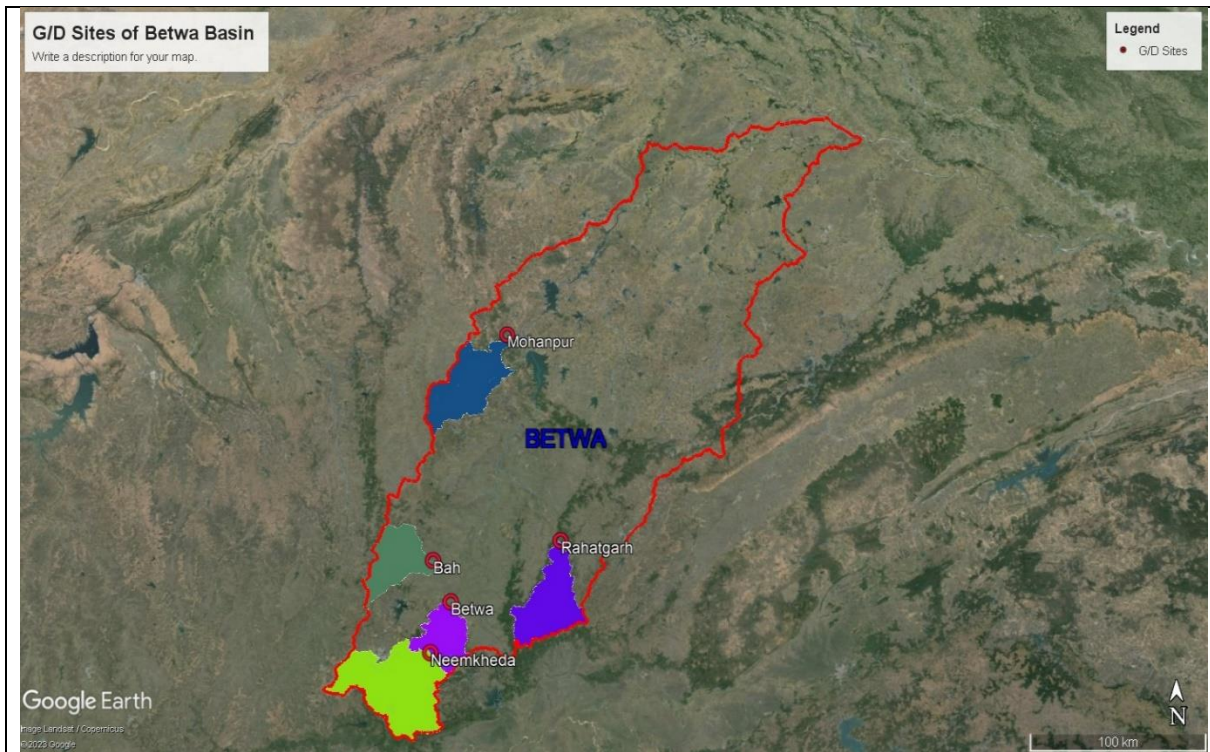 G/D Sites of Betwa Basin
Write a description for your map.
Legend
G/D Sites
Mohanpur
BETWA
Rahatgarh
Bah
Betwa
Neemkheda
Google Earth
Image Landsat / Copernicus
©2023 Google
N
100 km